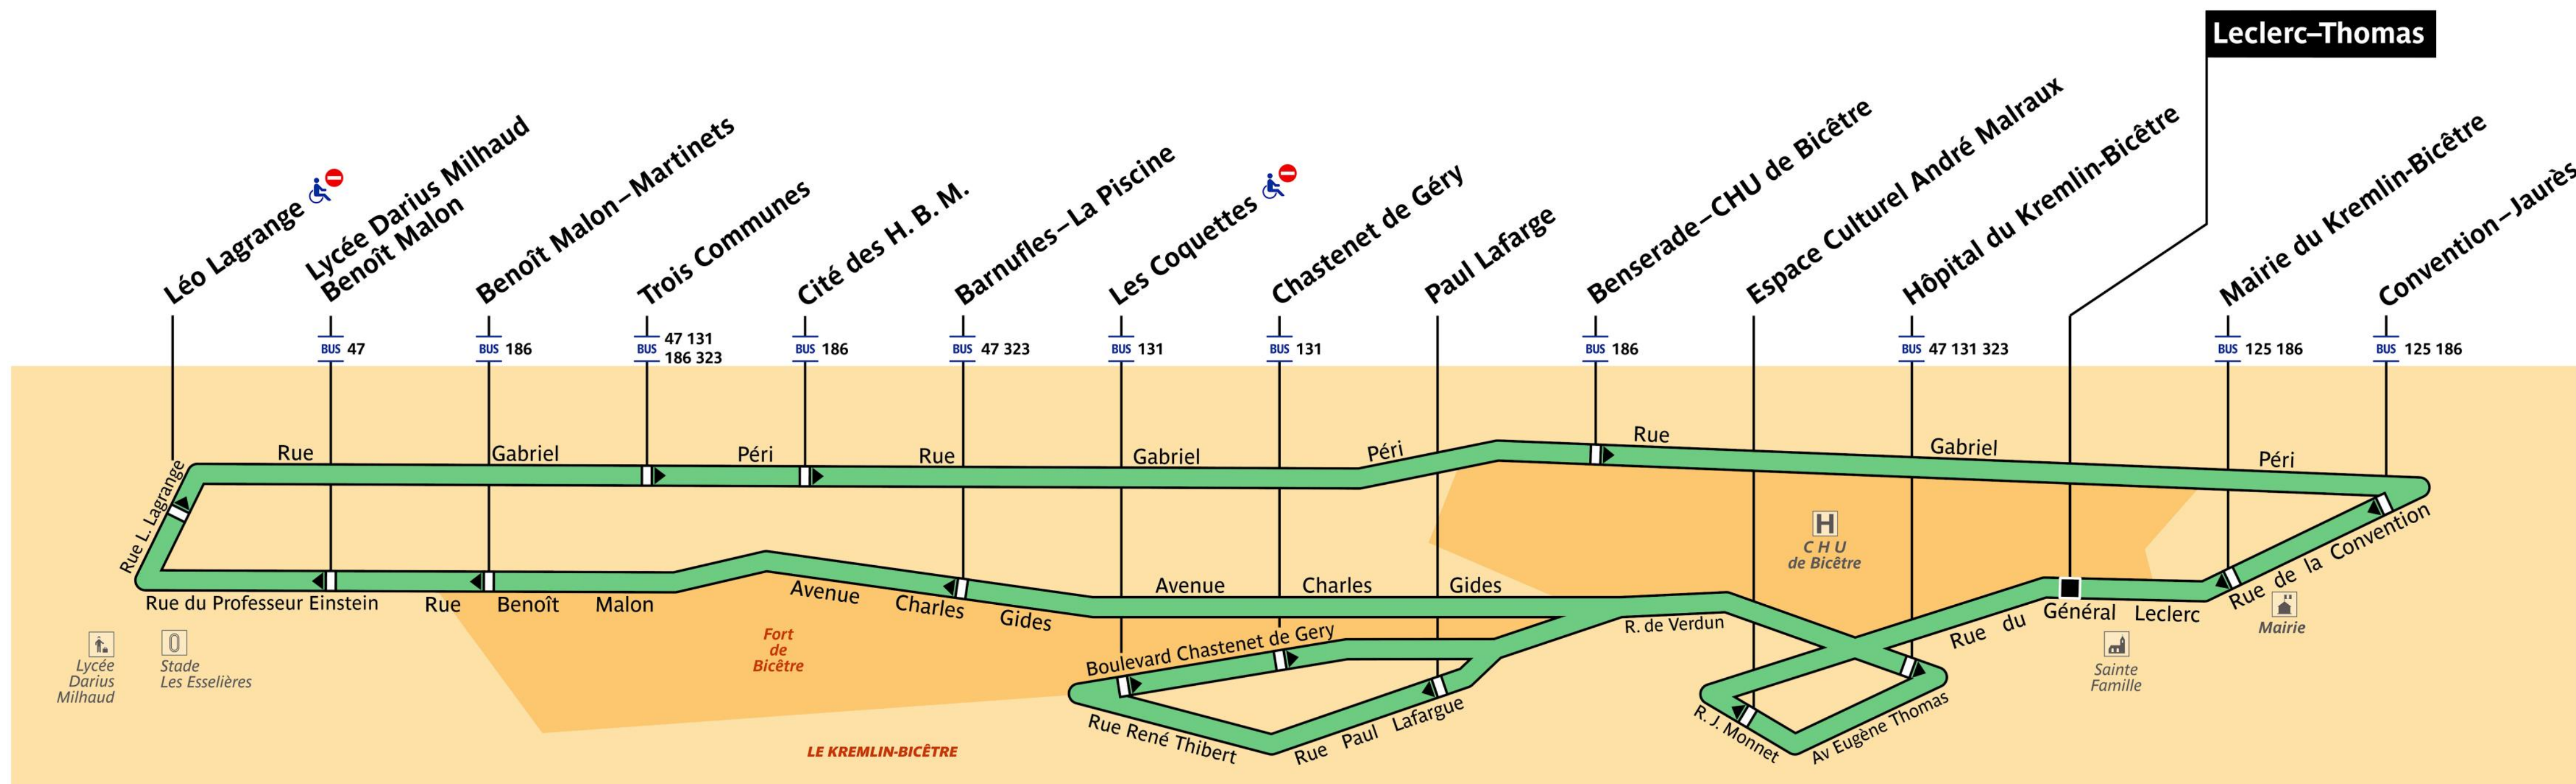 Leclerc–Thomas
Léo Lagrange
Lycée Darius Milhaud
Benoît Malon
Benoît Malon–Martinets
Trois Communes
Cité des H. B. M.
Barnufles–La Piscine
Les Coquettes
Chastenet de Géry
Paul Lafarge
Benserade–CHU de Bicêtre
Espace Culturel André Malraux
Hôpital du Kremlin-Bicêtre
Mairie du Kremlin-Bicêtre
Convention–Jaurès
BUS 47
BUS 186
BUS 47 131
186 323
BUS 186
BUS 47 323
BUS 131
BUS 131
BUS 186
BUS 47 131 323
BUS 125 186
BUS 125 186
Rue Gabriel Péri
Rue Gabriel Péri
Rue Gabriel Péri
Rue L. Lagrange
Rue du Professeur Einstein
Rue Benoît Malon
Avenue Charles Gides
Avenue Charles Gides
Boulevard Chastenet de Gery
Rue René Thibert
Rue Paul Lafargue
R. de Verdun
R. J. Monnet
Av Eugène Thomas
Rue du Général Leclerc
Rue de la Convention
H
CHU
de Bicêtre
Fort
de
Bicêtre
Lycée
Darius
Milhaud
Stade
Les Esselières
Sainte
Famille
Mairie
LE KREMLIN-BICÊTRE